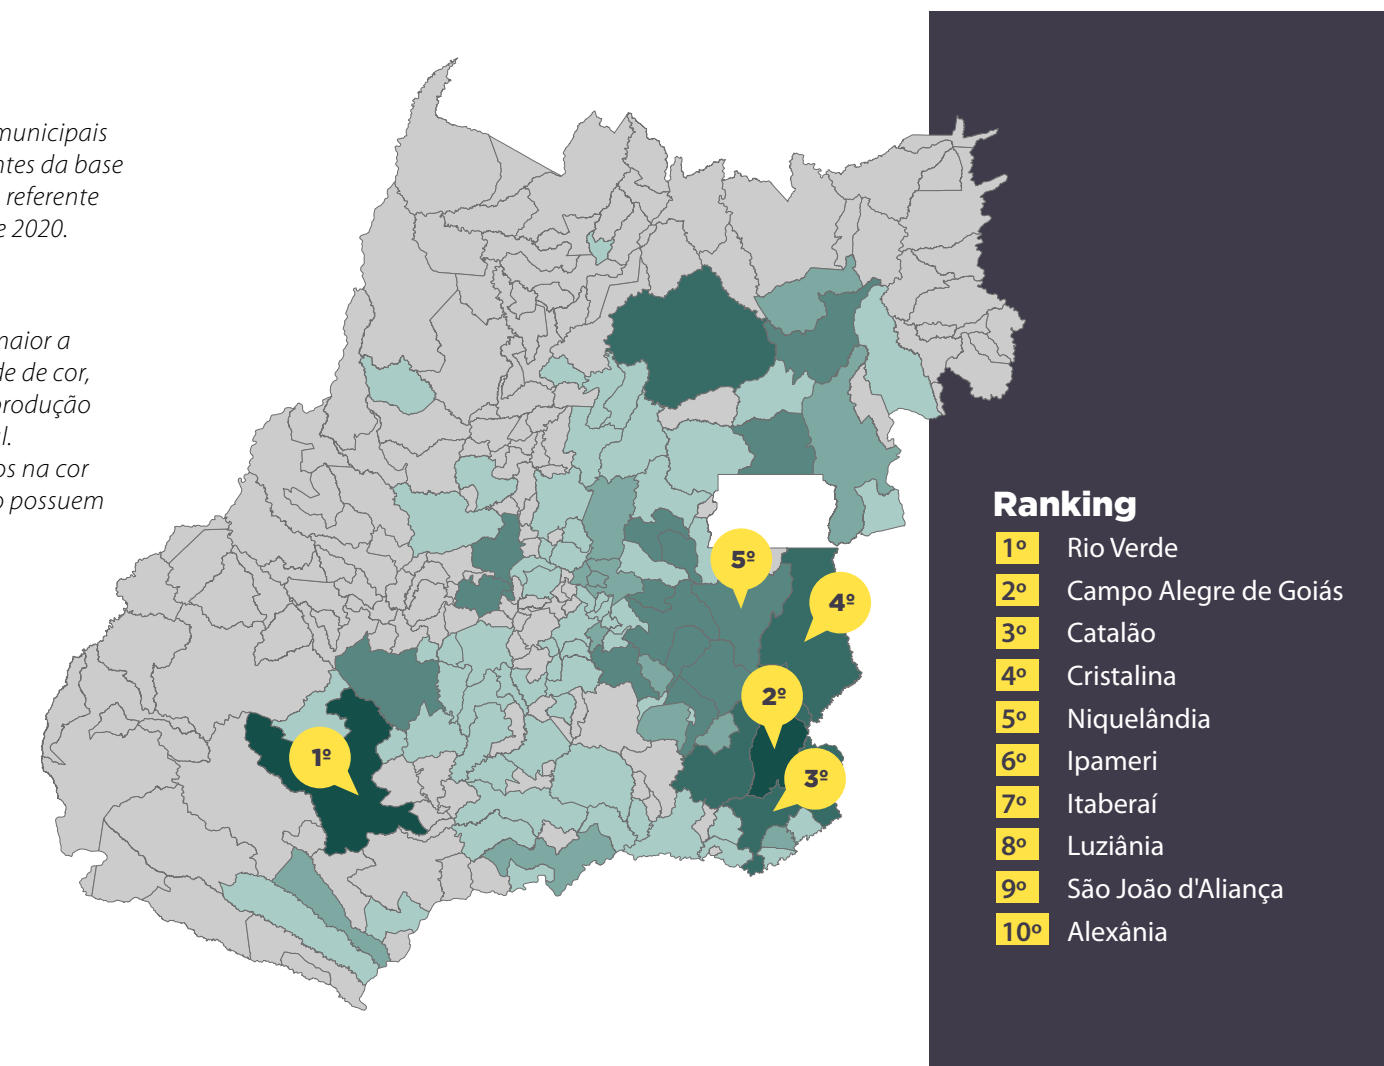 municipais
ntes da base
referente
e 2020.
maior a
de de cor,
produção
l.
os na cor
o possuem
5º
4º
2º
1º
3º
Ranking
1º Rio Verde
2º Campo Alegre de Goiás
3º Catalão
4º Cristalina
5º Niquelândia
6º Ipameri
7º Itaberaí
8º Luziânia
9º São João d'Aliança
10º Alexânia